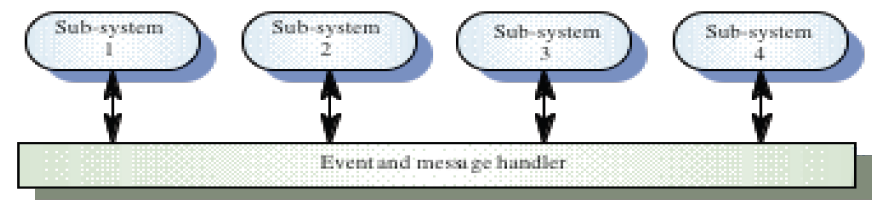 Sub-system
1
Sub-system
2
Sub-system
3
Sub-system
4
Event and message handler